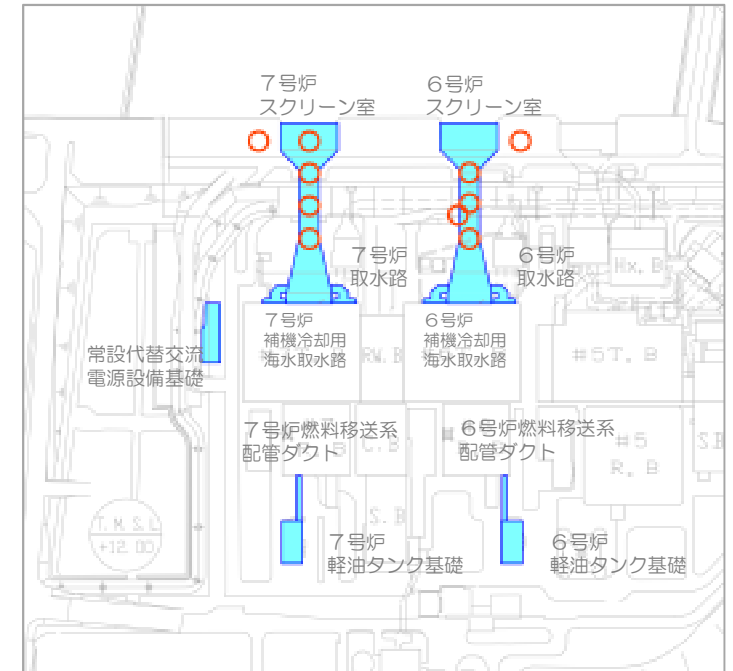 7号炉
スクリーン室
6号炉
スクリーン室
7号炉
取水路
6号炉
取水路
Hx. B
7号炉
補機冷却用
海水取水路
6号炉
補機冷却用
海水取水路
RW. B
#5T. B
常設代替交流
電源設備基礎
7号炉燃料移送系
配管ダクト
6号炉燃料移送系
配管ダクト
C. B
#5
R. B
S.B
S. B
T. M. S. L
+12. 00
7号炉
軽油タンク基礎
6号炉
軽油タンク基礎